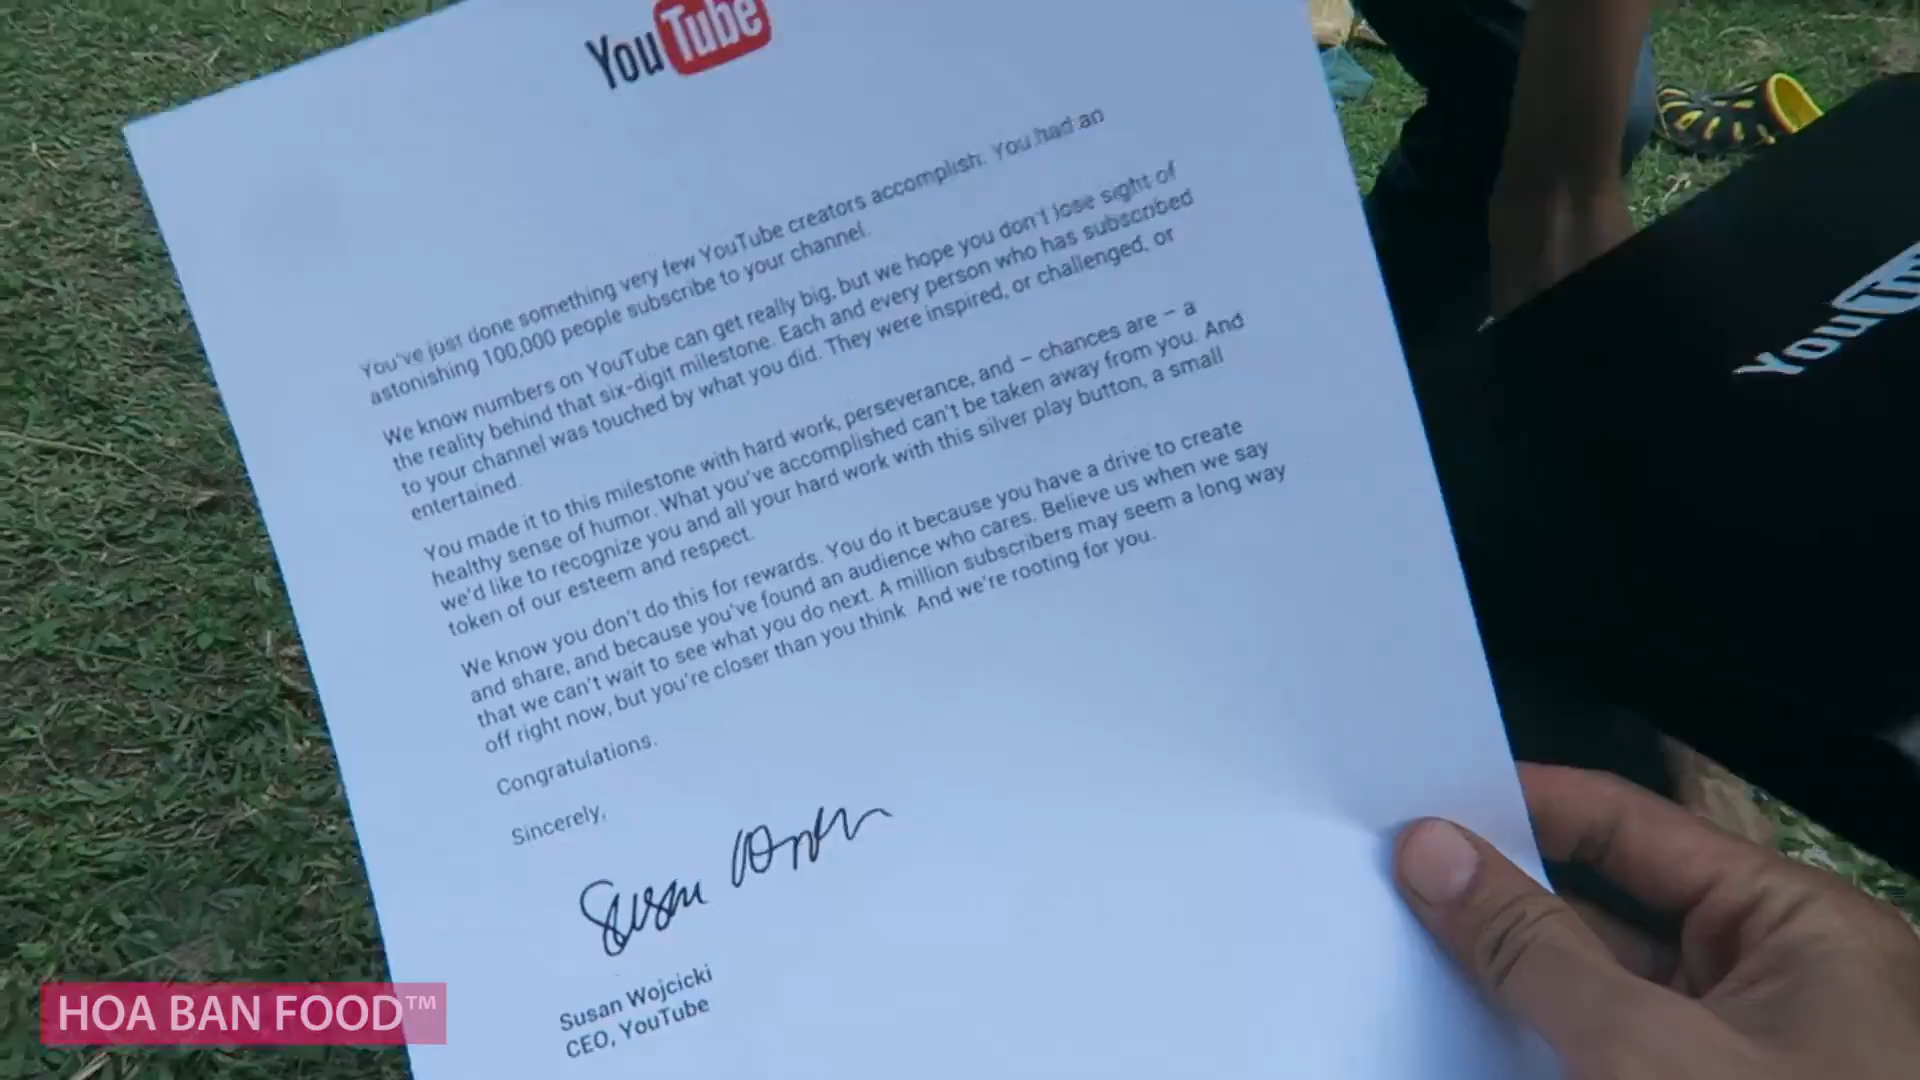 YouTube
You've just done something very few YouTube creators accomplish. You had an
astonishing 100,000 people subscribe to your channel.
We know numbers on YouTube can get really big, but we hope you don't lose sight of
the reality behind that six-digit milestone. Each and every person who has subscribed
to your channel was touched by what you did. They were inspired, or challenged, or
entertained.
You made it to this milestone with hard work, perseverance, and – chances are – a
healthy sense of humor. What you've accomplished can't be taken away from you. And
we'd like to recognize you and all your hard work with this silver play button, a small
token of our esteem and respect.
We know you don't do this for rewards. You do it because you have a drive to create
and share, and because you've found an audience who cares. Believe us when we say
that we can't wait to see what you do next. A million subscribers may seem a long way
off right now, but you're closer than you think. And we're rooting for you.
Congratulations.
Sincerely,
Susan
Susan Wojcicki
CEO, YouTube
YouT
HOA BAN FOOD™